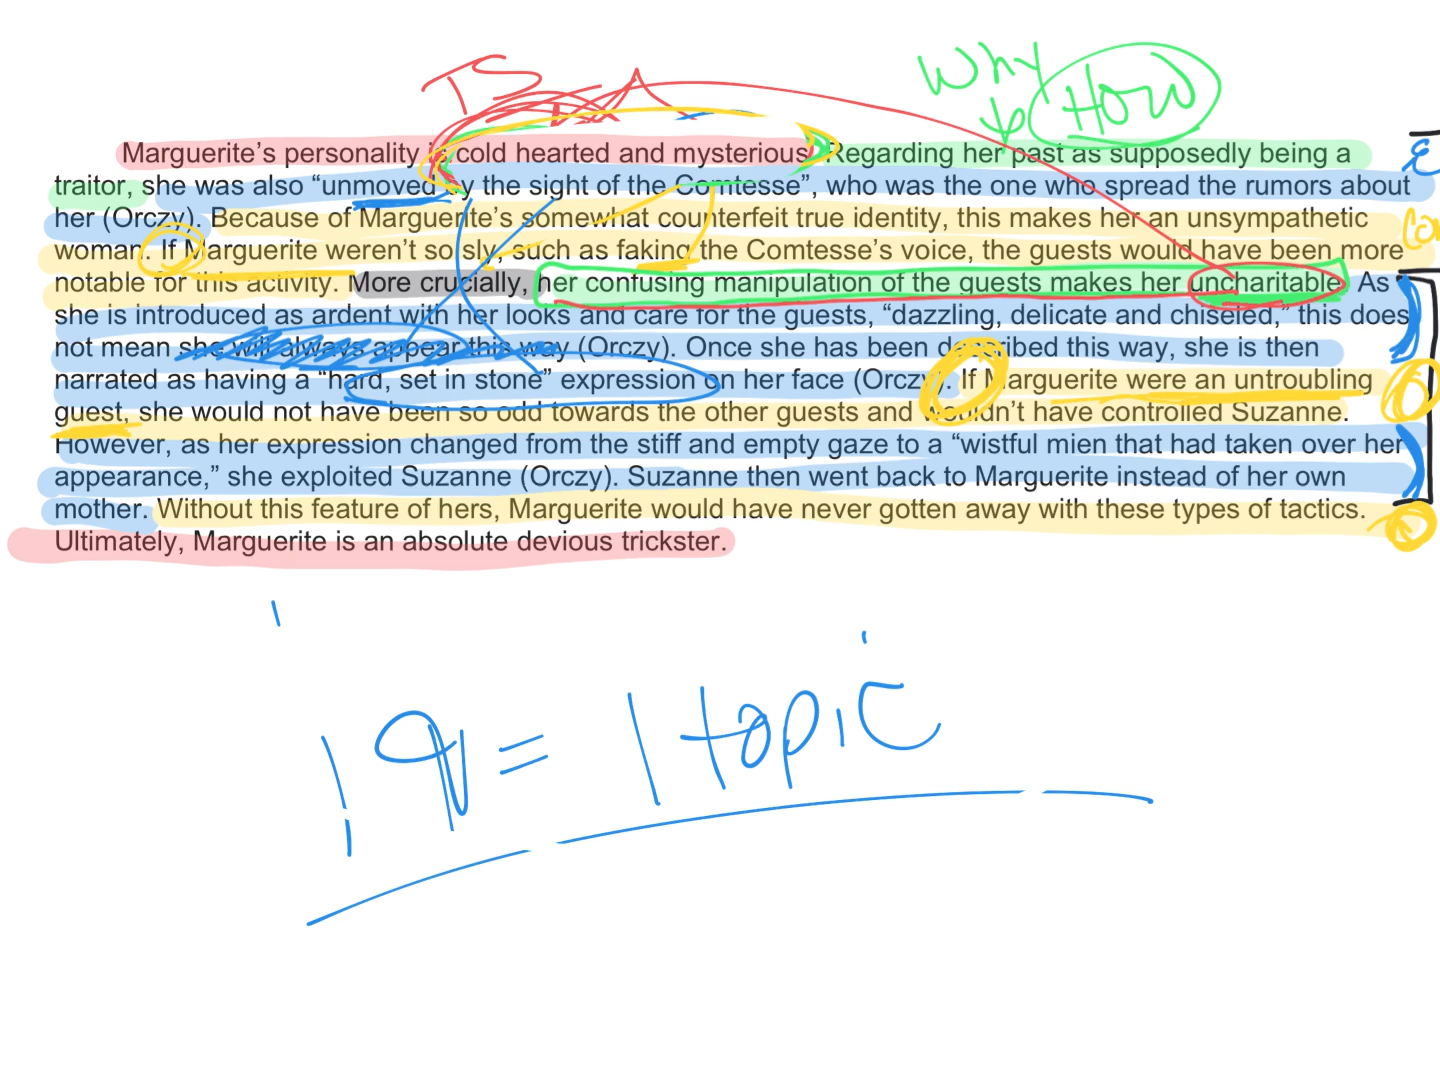 TS
Why
& HOW
Marguerite’s personality is cold hearted and mysterious. Regarding her past as supposedly being a
traitor, she was also “unmoved by the sight of the Comtesse”, who was the one who spread the rumors about
her (Orczy). Because of Marguerite’s somewhat counterfeit true identity, this makes her an unsympathetic
woman. If Marguerite weren’t so sly, such as faking the Comtesse’s voice, the guests would have been more
notable for this activity. More crucially, her confusing manipulation of the guests makes her uncharitable. As
she is introduced as ardent with her looks and care for the guests, “dazzling, delicate and chiseled,” this does
not mean she will always appear this way (Orczy). Once she has been described this way, she is then
narrated as having a “hard, set in stone” expression on her face (Orczy). If Marguerite were an untroubling
guest, she would not have been so odd towards the other guests and wouldn’t have controlled Suzanne.
However, as her expression changed from the stiff and empty gaze to a “wistful mien that had taken over her
appearance,” she exploited Suzanne (Orczy). Suzanne then went back to Marguerite instead of her own
mother. Without this feature of hers, Marguerite would have never gotten away with these types of tactics.
Ultimately, Marguerite is an absolute devious trickster.
1 = 1 topic